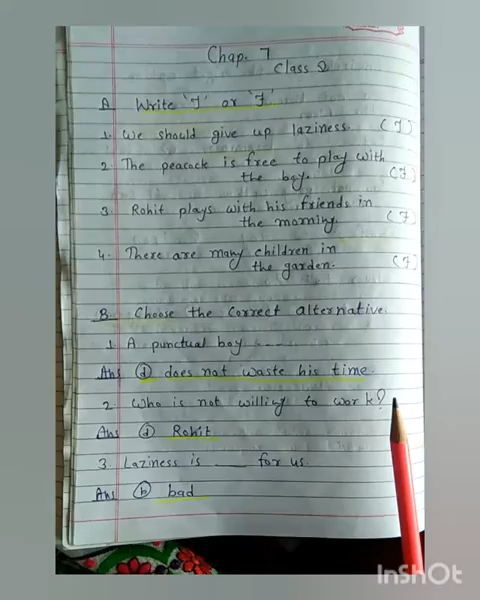 Chap. 7
Class 2
A Write 'T' or 'F'
1. We should give up laziness. (T)
2. The peacock is free to play with
the boy. (F)
3. Rohit plays with his friends in
the morning. (F)
4. There are many children in
the garden. (F)
B. Choose the correct alternative.
1. A punctual boy ----
Ans (d) does not waste his time.
2. Who is not willing to work?
Ans (d) Rohit
3 Laziness is ___ for us.
Ans (b) bad
InShOt